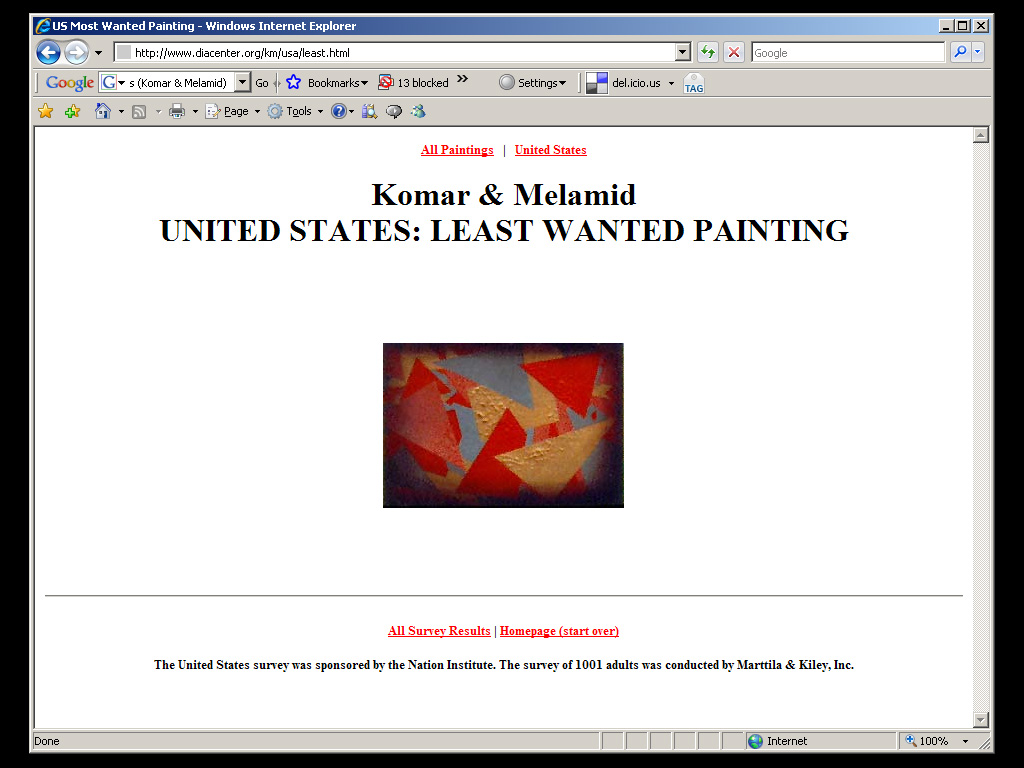 US Most Wanted Painting - Windows Internet Explorer
http://www.diacenter.org/km/usa/least.html
Google
Google
G
s (Komar & Melamid)
Go
Bookmarks
13 blocked
»
Settings
del.icio.us
TAG
Page
Tools
All Paintings | United States
Komar & Melamid
UNITED STATES: LEAST WANTED PAINTING
All Survey Results | Homepage (start over)
The United States survey was sponsored by the Nation Institute. The survey of 1001 adults was conducted by Marttila & Kiley, Inc.
Done
Internet
100%